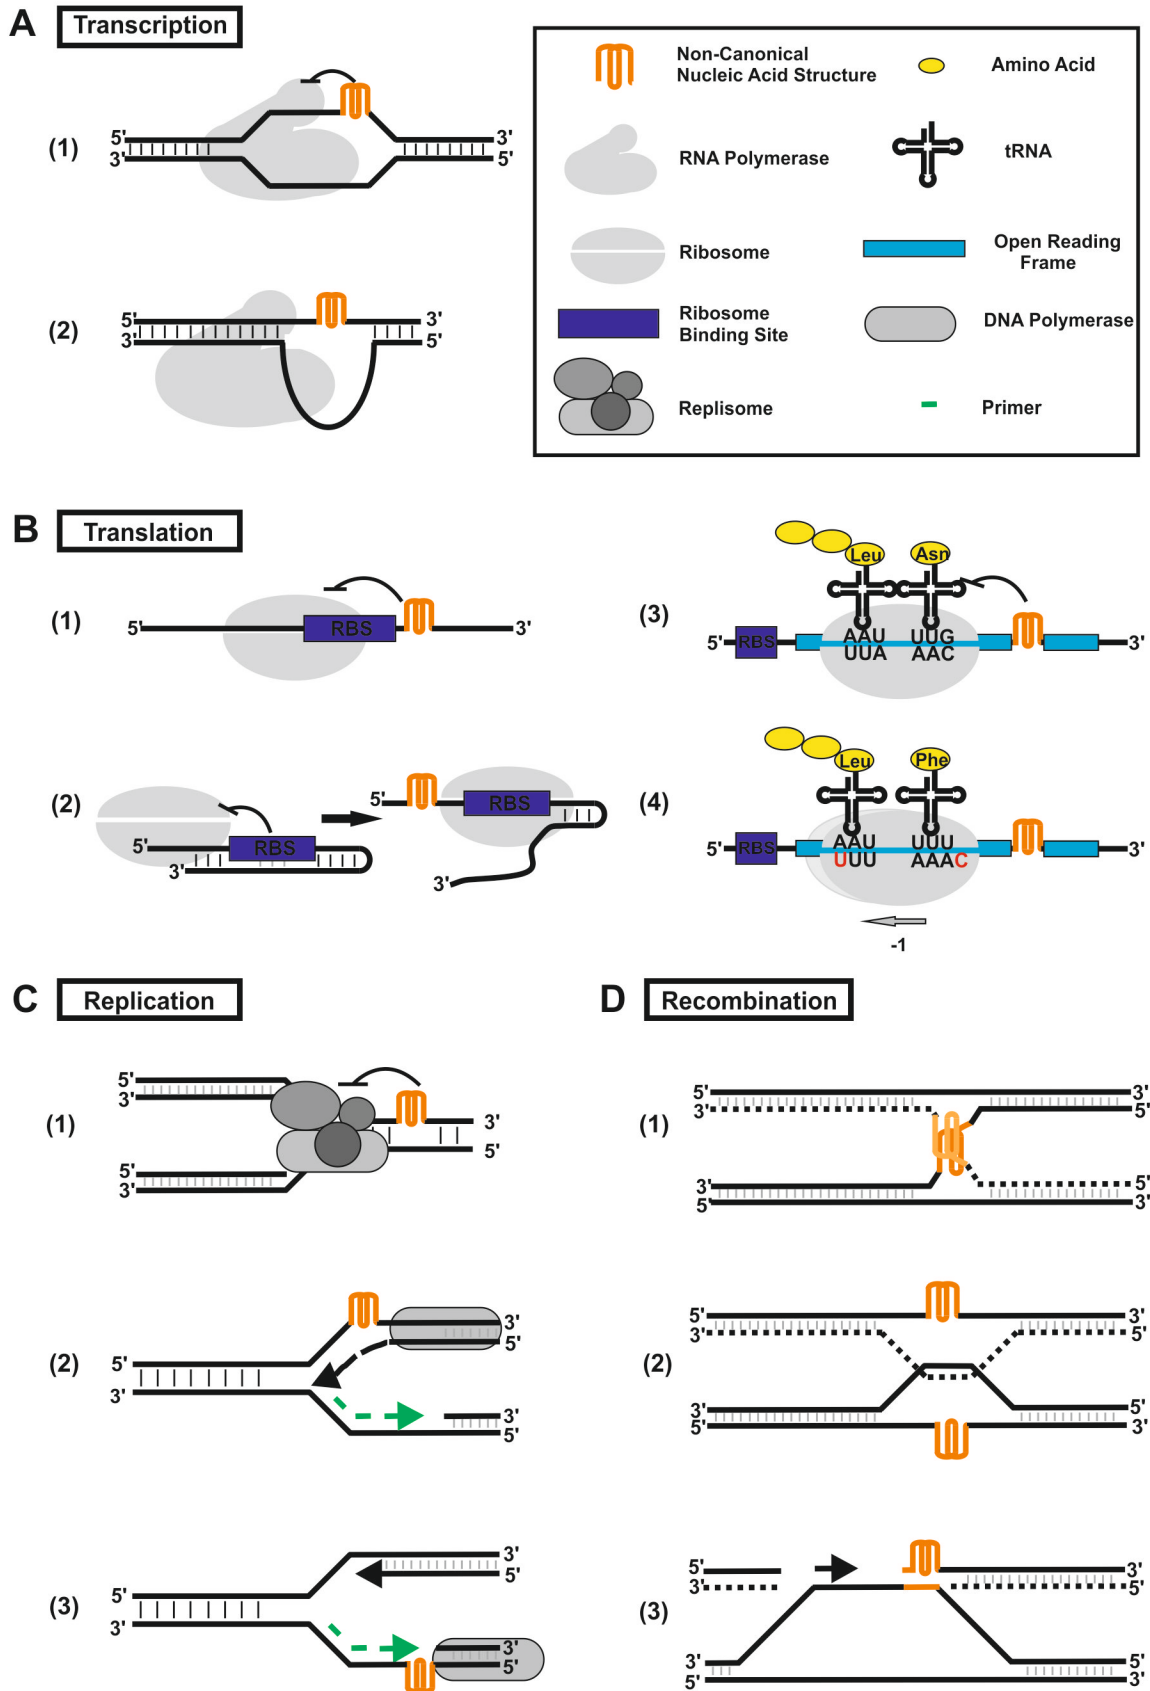 A Transcription
(1)
5' 3'
3' 5'
(2)
5' 3'
3' 5'
Non-Canonical
Nucleic Acid Structure
Amino Acid
RNA Polymerase
tRNA
Ribosome
Open Reading
Frame
Ribosome
Binding Site
DNA Polymerase
Replisome
Primer
B Translation
(1)
5' RBS 3'
(2)
5' RBS
3'
5' RBS
3'
(3)
Leu Asn
AAU UUG
5' RBS 3'
UUA AAC
(4)
Leu Phe
AAU UUU
5' RBS 3'
UUU AAAC
-1
C Replication
(1)
5'
3'
3'
5'
5'
3'
(2)
3'
5'
5'
3'
3'
5'
(3)
3'
5'
5'
3'
3'
5'
D Recombination
(1)
5' 3'
3' 5'
3' 5'
5' 3'
(2)
5' 3'
3' 5'
3' 5'
5' 3'
(3)
5' 3'
3' 5'
3' 5'
5' 3'